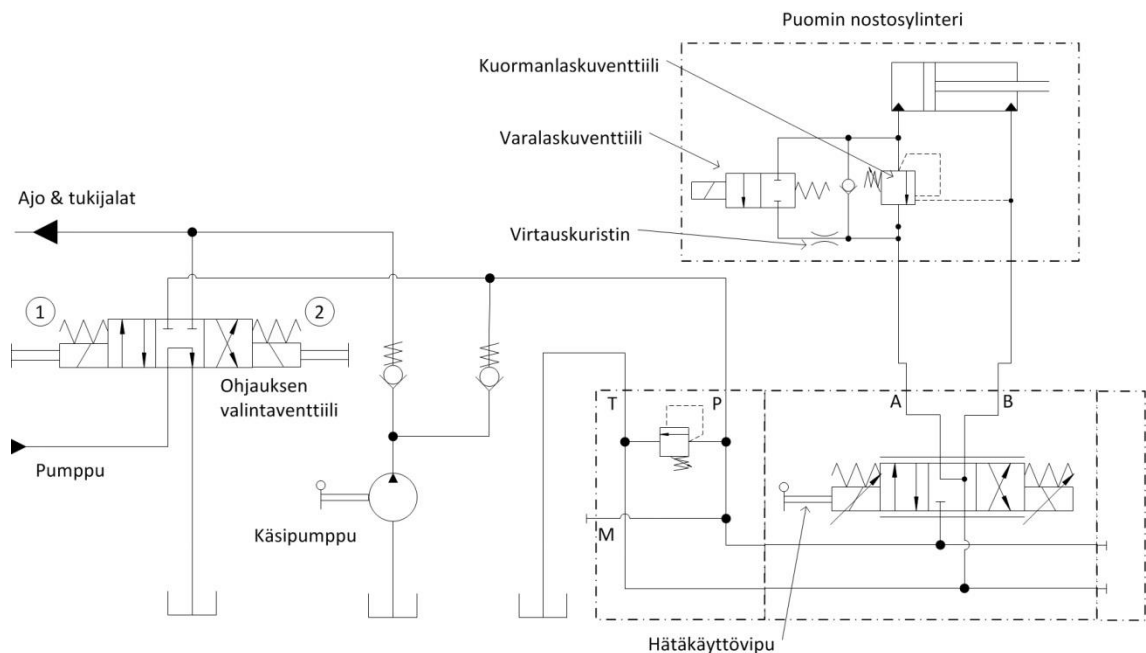 Puomin nostosylinteri
Kuormanlaskuventtiili
Varalaskuventtiili
Ajo & tukijalat
Virtauskuristin
1
2
Ohjauksen
valintaventtiili
T
P
A
B
Pumppu
Käsipumppu
M
Hätäkäyttövipu